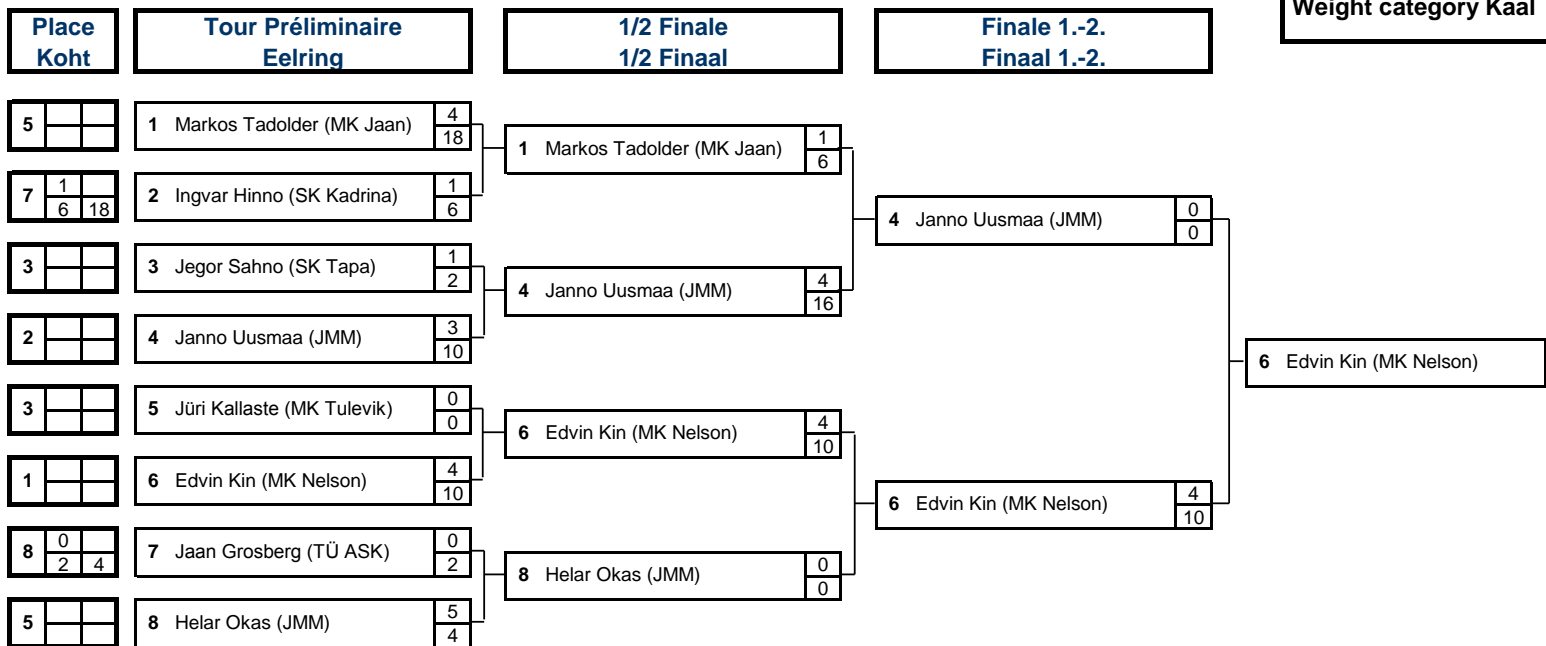 Weight category Kaal
Place Tour Préliminaire 1/2 Finale Finale 1.-2.
Koht Eelring 1/2 Finaal Finaal 1.-2.
5 1 Markos Tadolder (MK Jaan) 4
18
1 Markos Tadolder (MK Jaan) 1
6
7 1 2 Ingvar Hinno (SK Kadrina) 1
6 18 6
4 Janno Uusmaa (JMM) 0
0
3 3 Jegor Sahno (SK Tapa) 1
2
4 Janno Uusmaa (JMM) 4
16
2 4 Janno Uusmaa (JMM) 3
10
6 Edvin Kin (MK Nelson)
3 5 Jüri Kallaste (MK Tulevik) 0
0
6 Edvin Kin (MK Nelson) 4
10
1 6 Edvin Kin (MK Nelson) 4
10
6 Edvin Kin (MK Nelson) 4
10
8 0 7 Jaan Grosberg (TÜ ASK) 0
2 4 2
8 Helar Okas (JMM) 0
0
5 8 Helar Okas (JMM) 5
4